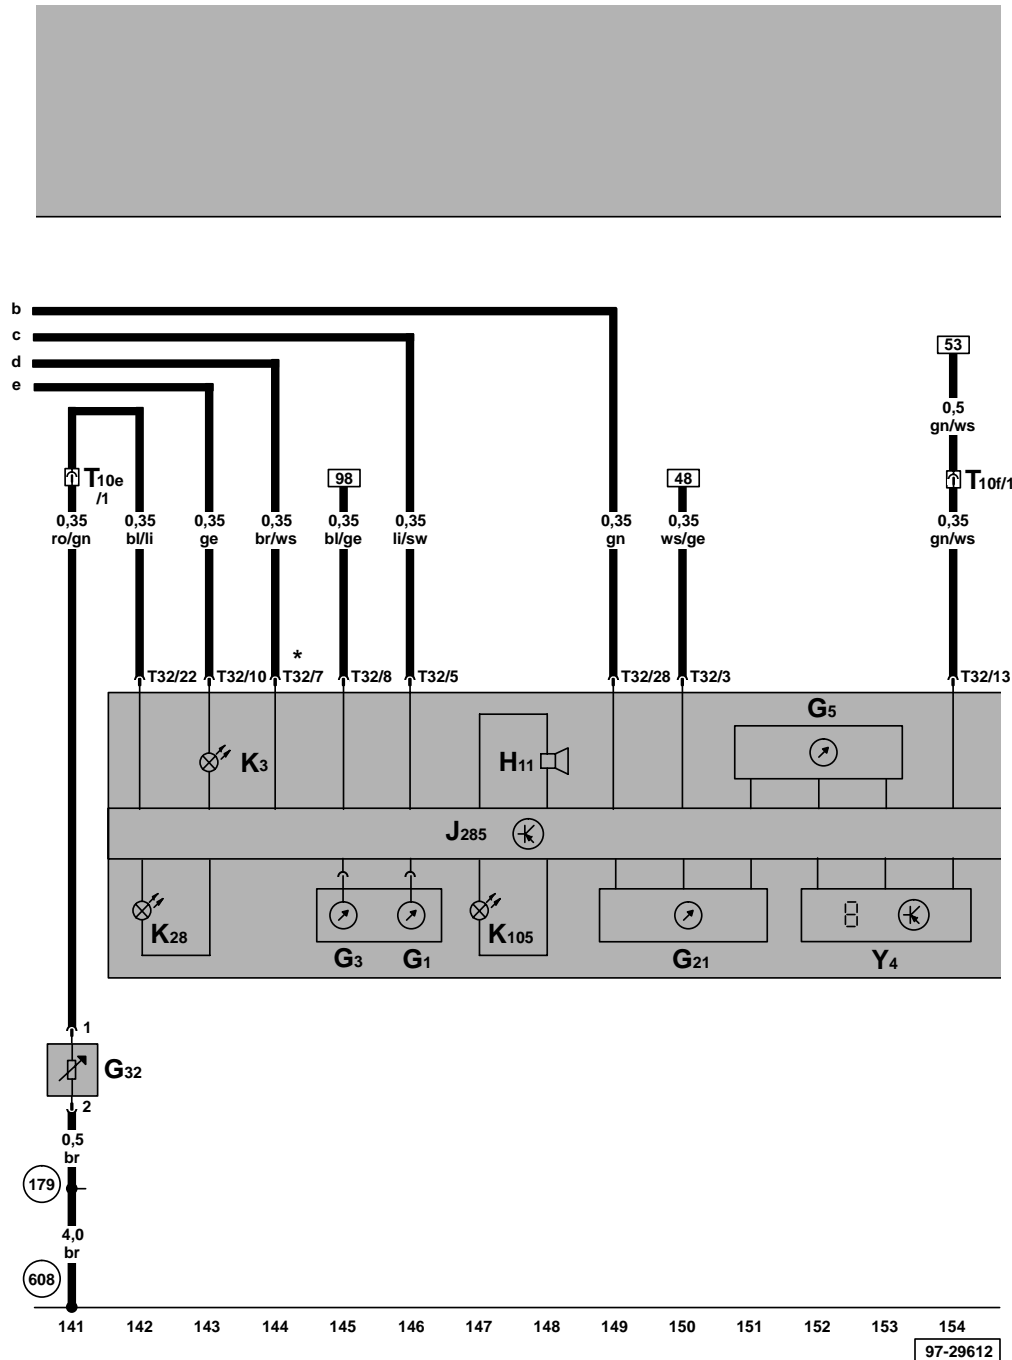 b
c
d
e
53
0,5
gn/ws
T10e
/1
98
48
T10f/1
0,35
ro/gn
0,35
bl/li
0,35
ge
0,35
br/ws
0,35
bl/ge
0,35
li/sw
0,35
gn
0,35
ws/ge
0,35
gn/ws
*
T32/22
T32/10
T32/7
T32/8
T32/5
T32/28
T32/3
T32/13
G5
K3
H11
J285
K28
K105
G3
G1
G21
Y4
1
G32
2
0,5
br
179
4,0
br
608
141 142 143 144 145 146 147 148 149 150 151 152 153 154
97-29612